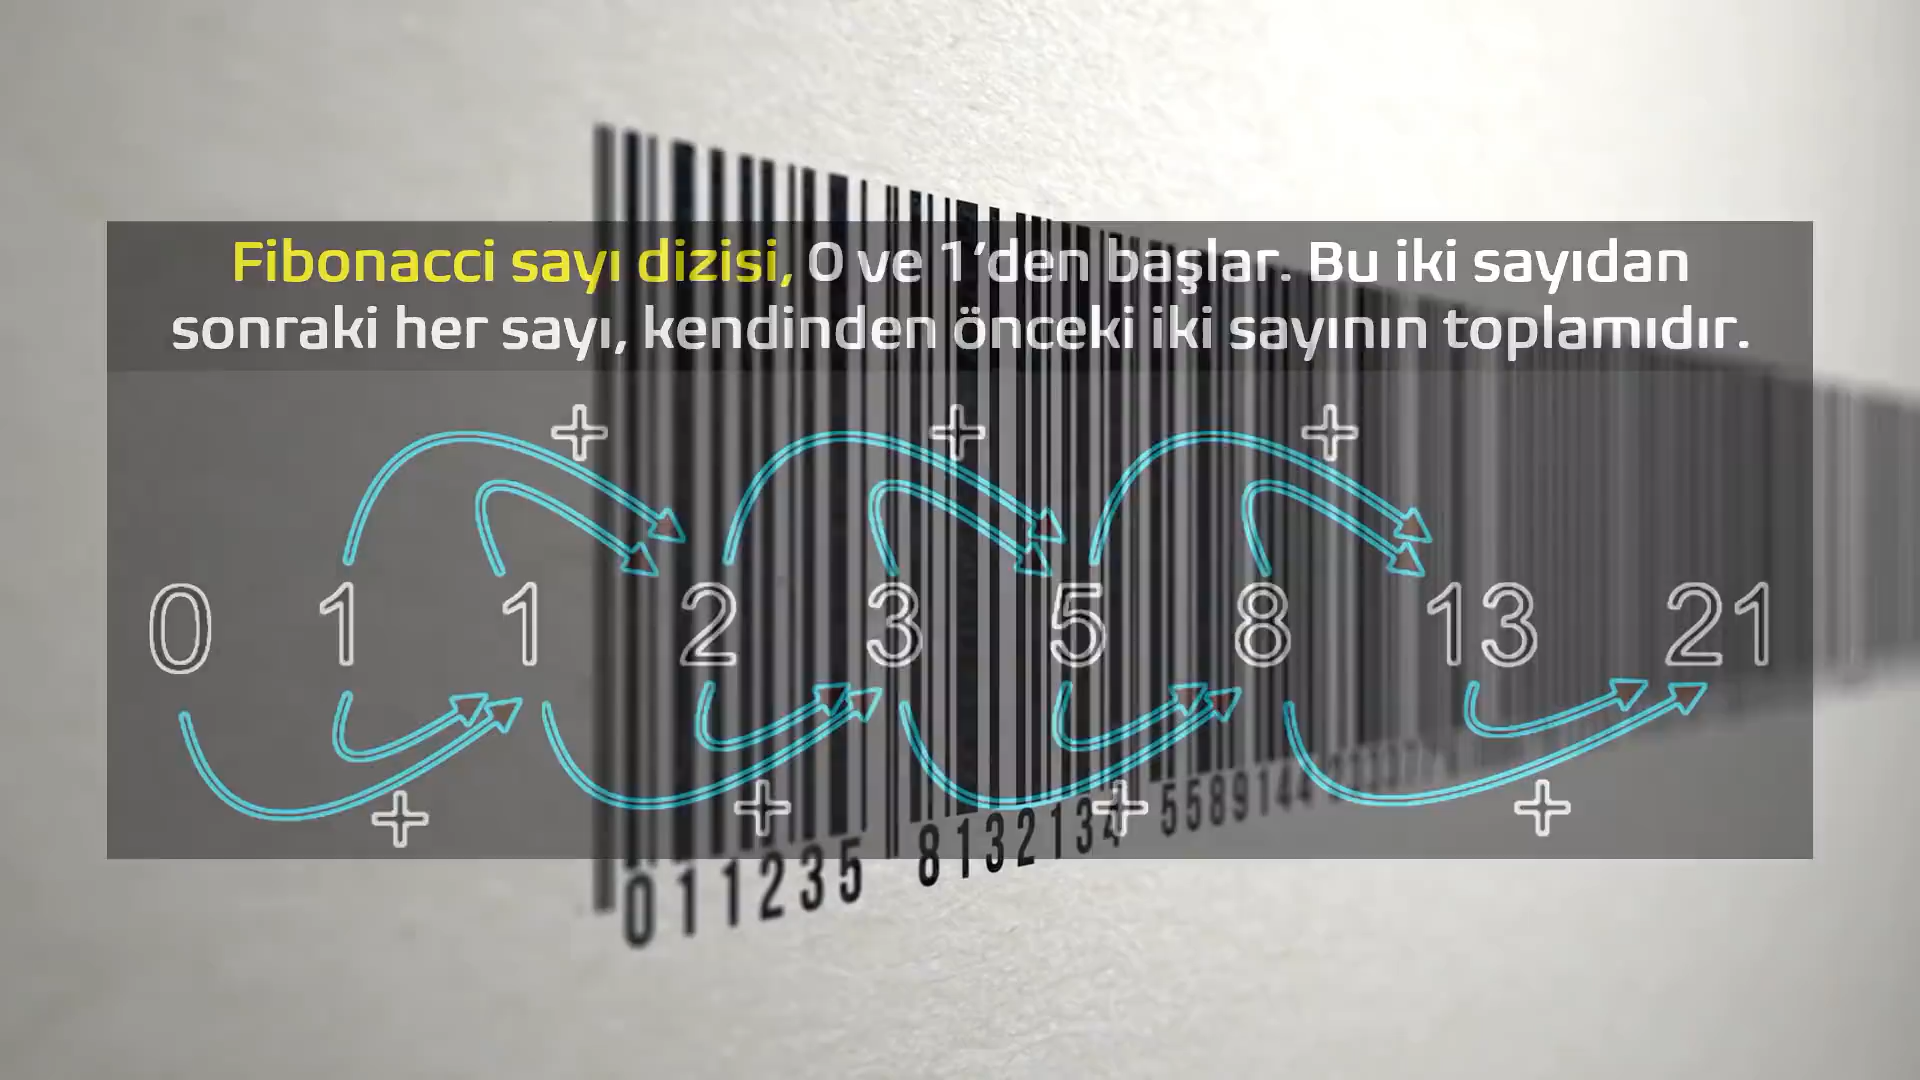 Fibonacci sayı dizisi, 0 ve 1’den başlar. Bu iki sayıdan
sonraki her sayı, kendinden önceki iki sayının toplamıdır.
+ + +
0 1 1 2 3 5 8 13 21
+ + + +
011235 8132134 5589144